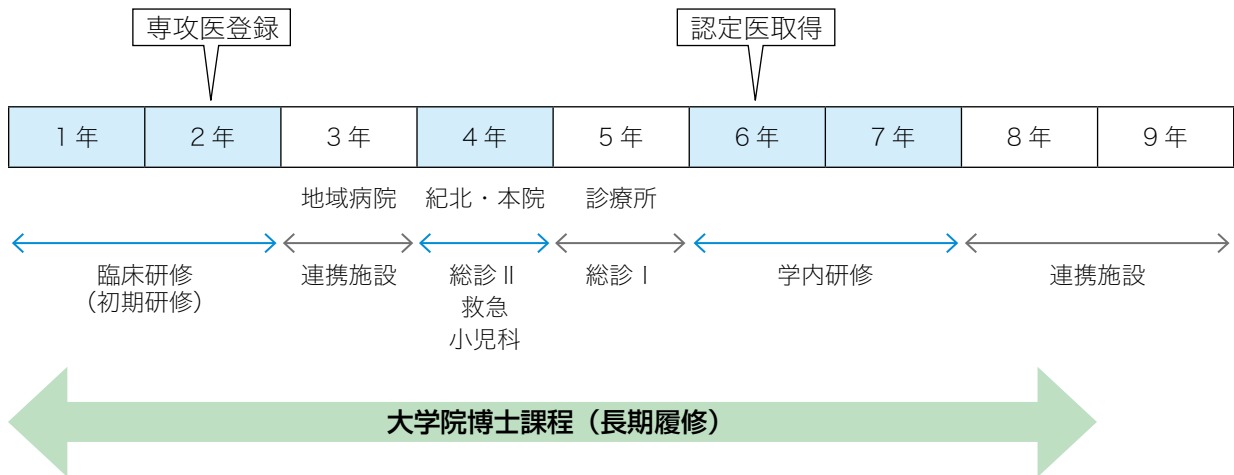 専攻医登録 認定医取得
1年 2年 3年 4年 5年 6年 7年 8年 9年
地域病院 紀北・本院 診療所
臨床研修 連携施設 総診Ⅱ 総診Ⅰ 学内研修 連携施設
（初期研修） 救急
小児科
大学院博士課程（長期履修）